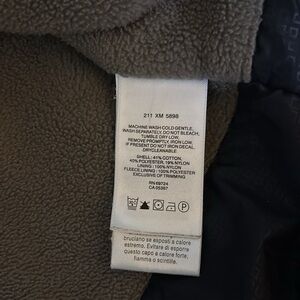 211 XM 5898
MACHINE WASH COLD GENTLE,
WASH SEPARATELY, DO NOT BLEACH,
TUMBLE DRY LOW,
REMOVE PROMPTLY, IRON LOW,
IF PRESENT DO NOT IRON DECAL,
DRYCLEANABLE
SHELL: 41% COTTON,
40% POLYESTER, 19% NYLON
LINING: 100% NYLON
FLEECE LINING: 100% POLYESTER
EXCLUSIVE OF TRIMMING
RN 69724
CA 05397
P
bruciano se esposti a calore
estremo. Evitare di esporre
questo capo a calore forte,
fiamma o scintille.